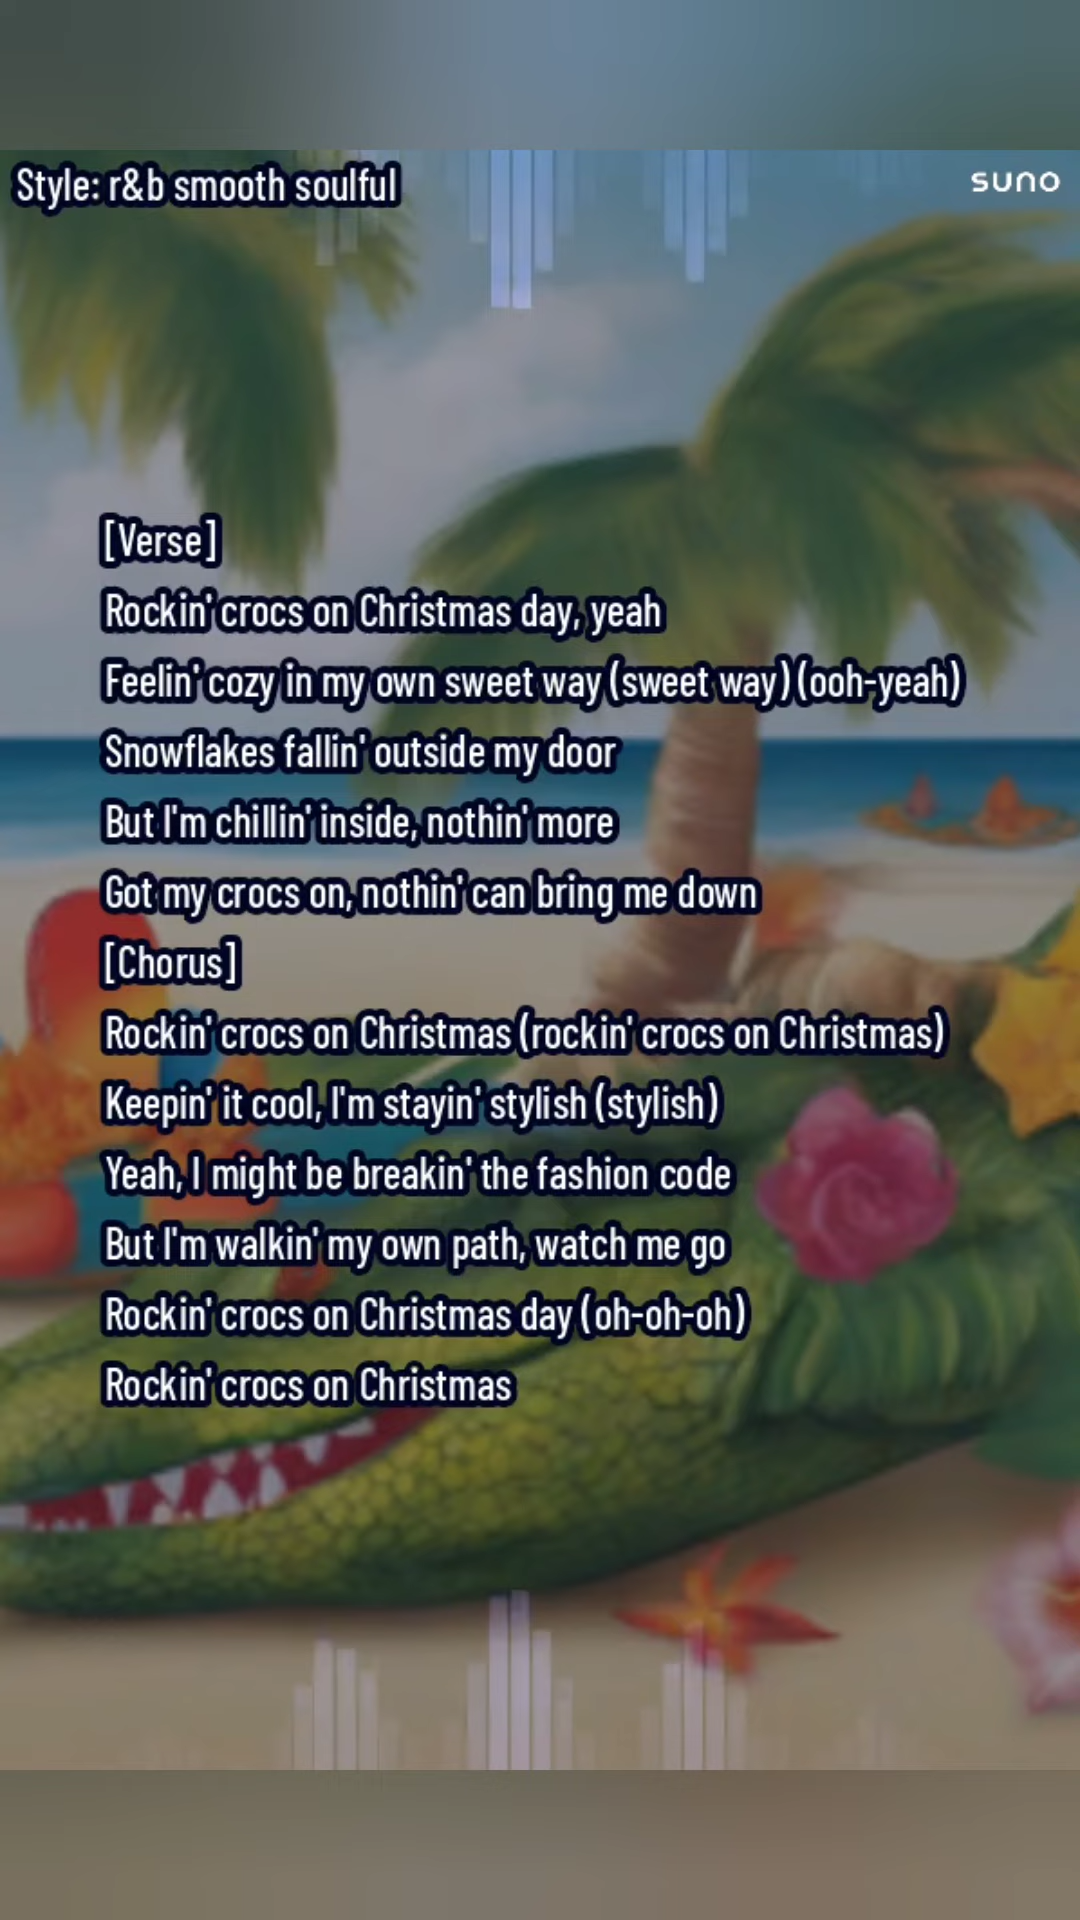 Style: r&b smooth soulful
suno
[Verse]
Rockin' crocs on Christmas day, yeah
Feelin' cozy in my own sweet way (sweet way) (ooh-yeah)
Snowflakes fallin' outside my door
But I'm chillin' inside, nothin' more
Got my crocs on, nothin' can bring me down
[Chorus]
Rockin' crocs on Christmas (rockin' crocs on Christmas)
Keepin' it cool, I'm stayin' stylish (stylish)
Yeah, I might be breakin' the fashion code
But I'm walkin' my own path, watch me go
Rockin' crocs on Christmas day (oh-oh-oh)
Rockin' crocs on Christmas